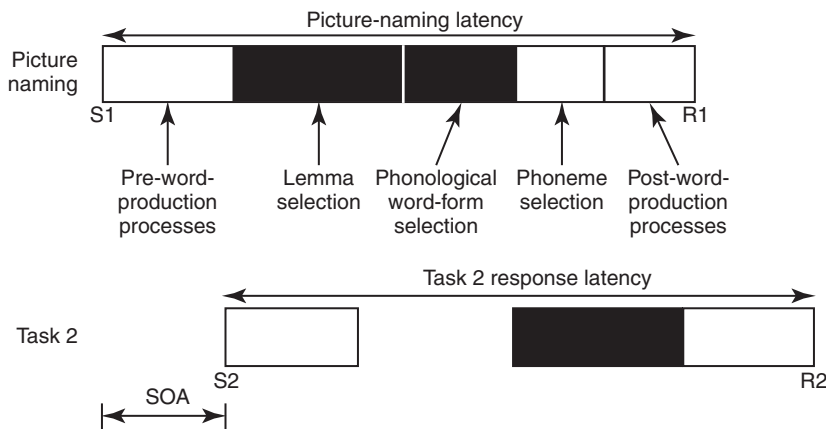 Picture-naming latency
Picture
naming
S1
R1
Pre-word-
production
processes
Lemma
selection
Phonological
word-form
selection
Phoneme
selection
Post-word-
production
processes
Task 2 response latency
Task 2
S2
R2
SOA